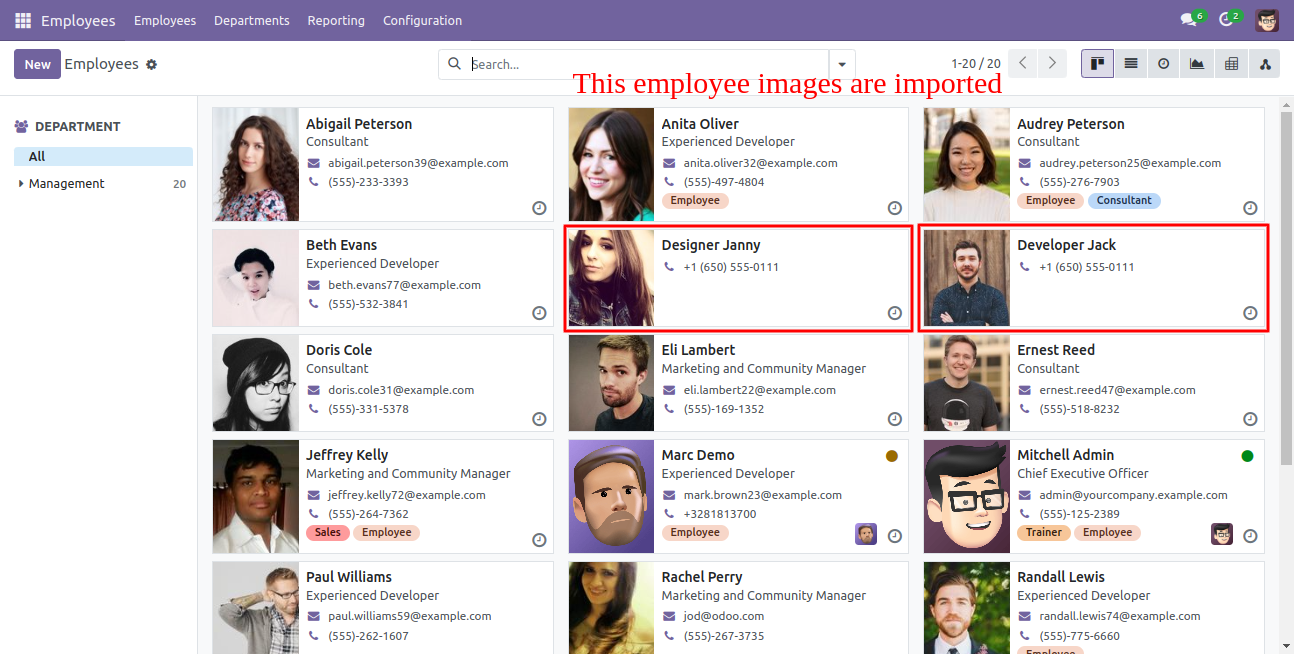 Employees Employees Departments Reporting Configuration 6 2
New Employees Search... 1-20 / 20
This employee images are imported
DEPARTMENT
All
Management 20
Abigail Peterson
Consultant
abigail.peterson39@example.com
(555)-233-3393
Anita Oliver
Experienced Developer
anita.oliver32@example.com
(555)-497-4804
Employee
Audrey Peterson
Consultant
audrey.peterson25@example.com
(555)-276-7903
Employee Consultant
Beth Evans
Experienced Developer
beth.evans77@example.com
(555)-532-3841
Designer Janny
+1 (650) 555-0111
Developer Jack
+1 (650) 555-0111
Doris Cole
Consultant
doris.cole31@example.com
(555)-331-5378
Eli Lambert
Marketing and Community Manager
eli.lambert22@example.com
(555)-169-1352
Ernest Reed
Consultant
ernest.reed47@example.com
(555)-518-8232
Jeffrey Kelly
Marketing and Community Manager
jeffrey.kelly72@example.com
(555)-264-7362
Sales Employee
Marc Demo
Experienced Developer
mark.brown23@example.com
+3281813700
Employee
Mitchell Admin
Chief Executive Officer
admin@yourcompany.example.com
(555)-125-2389
Trainer Employee
Paul Williams
Experienced Developer
paul.williams59@example.com
(555)-262-1607
Rachel Perry
Marketing and Community Manager
jod@odoo.com
(555)-267-3735
Randall Lewis
Experienced Developer
randall.lewis74@example.com
(555)-775-6660
Employee